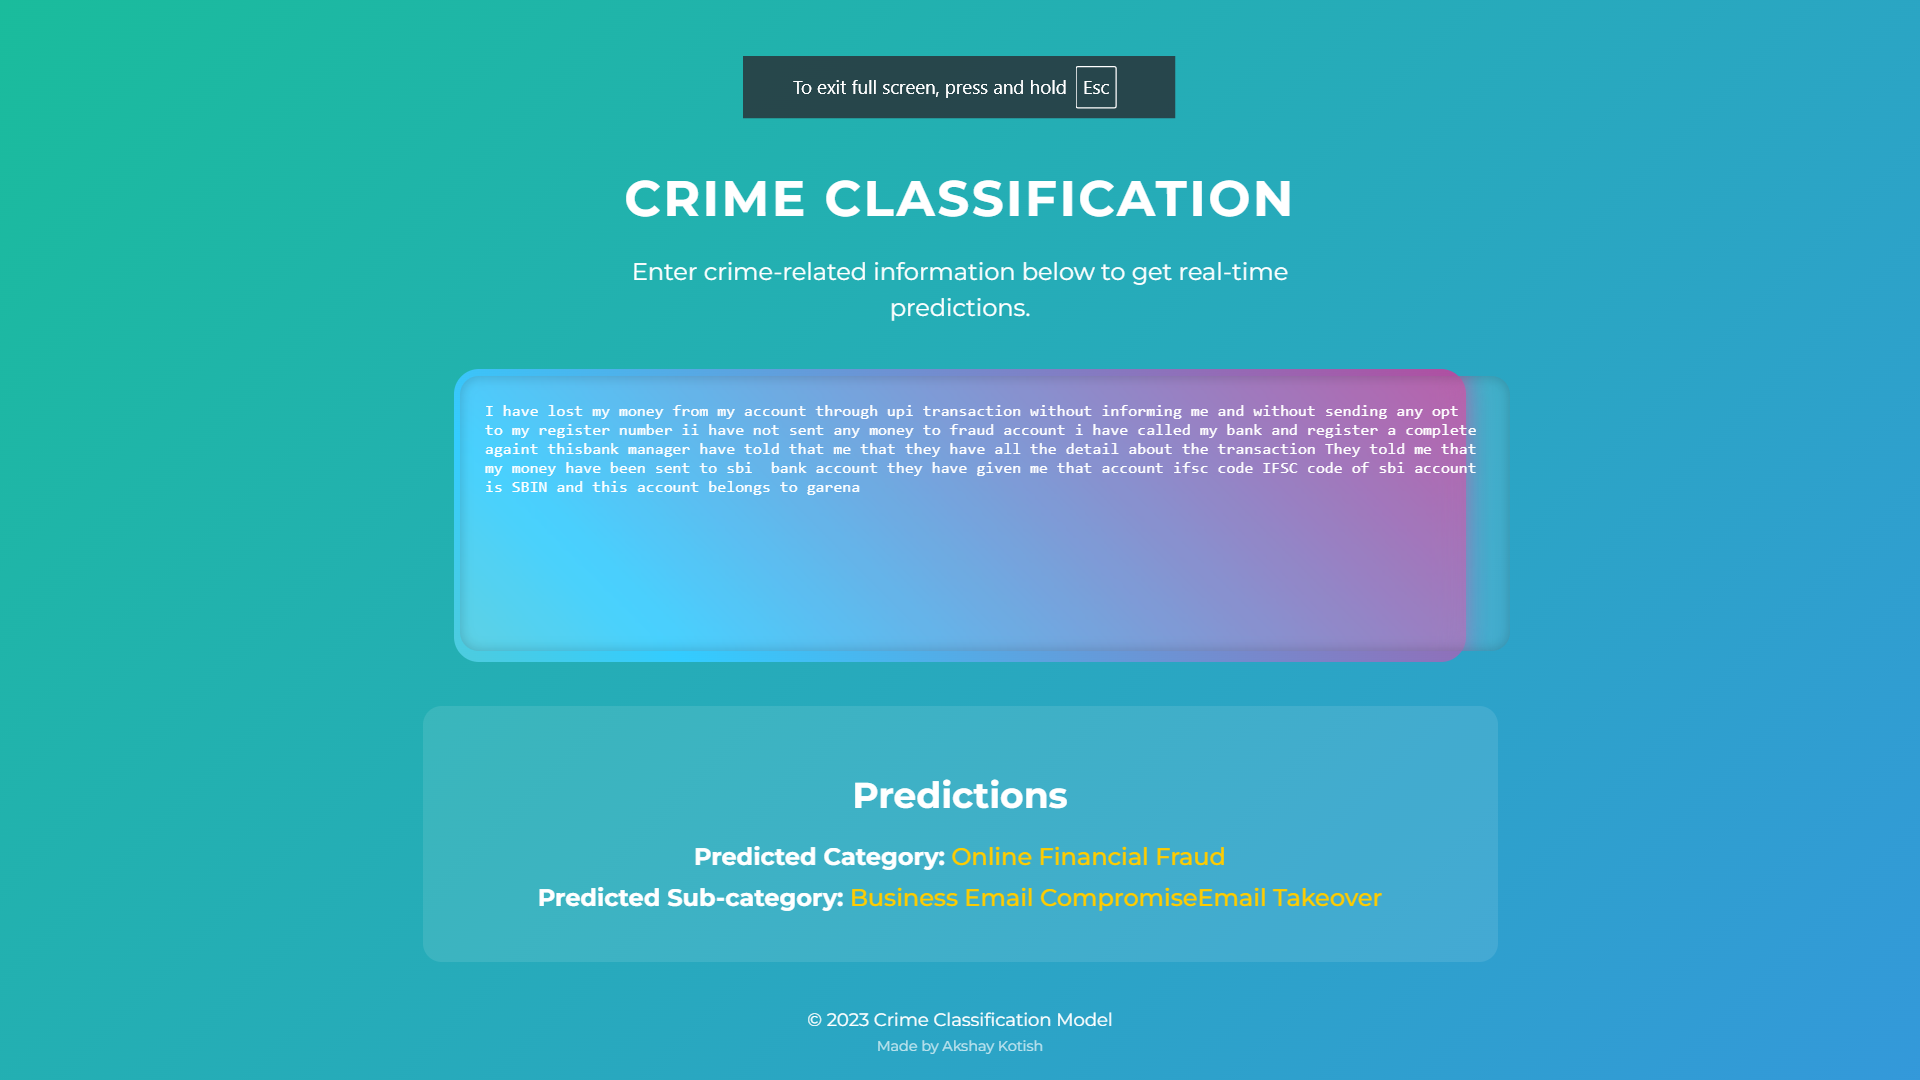 To exit full screen, press and hold Esc
CRIME CLASSIFICATION
Enter crime-related information below to get real-time
predictions.
I have lost my money from my account through upi transaction without informing me and without sending any opt
to my register number ii have not sent any money to fraud account i have called my bank and register a complete
againt thisbank manager have told that me that they have all the detail about the transaction They told me that
my money have been sent to sbi  bank account they have given me that account ifsc code IFSC code of sbi account
is SBIN and this account belongs to garena
Predictions
Predicted Category: Online Financial Fraud
Predicted Sub-category: Business Email CompromiseEmail Takeover
© 2023 Crime Classification Model
Made by Akshay Kotish